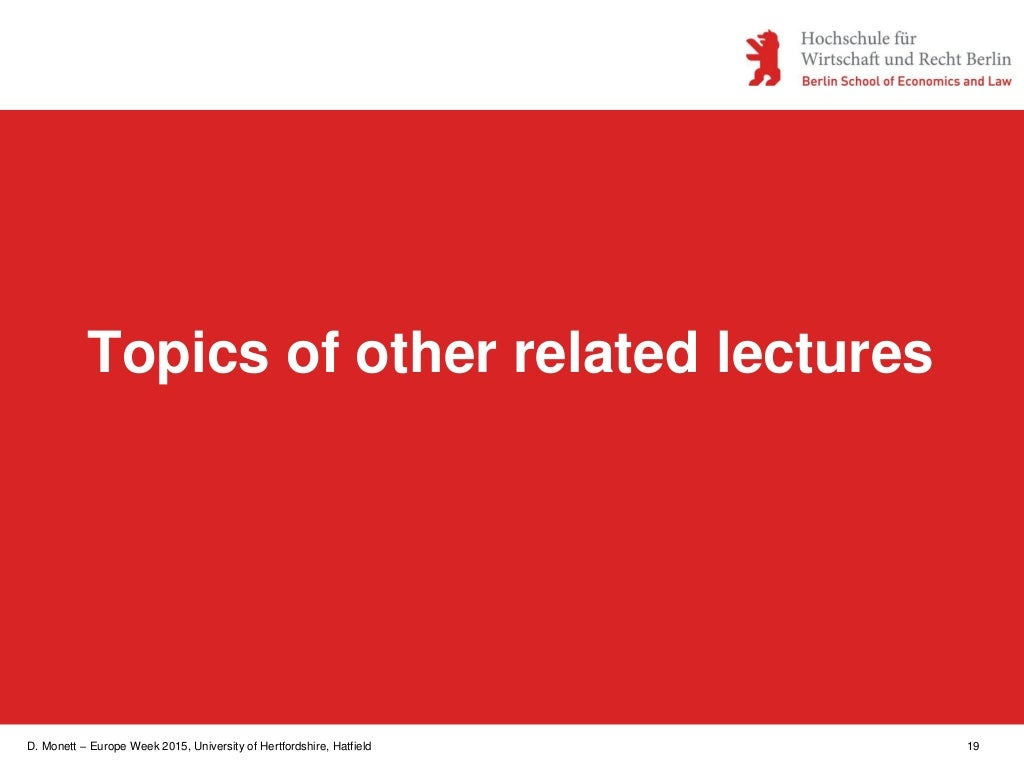 Hochschule für
Wirtschaft und Recht Berlin
Berlin School of Economics and Law
Topics of other related lectures
D. Monett – Europe Week 2015, University of Hertfordshire, Hatfield
19